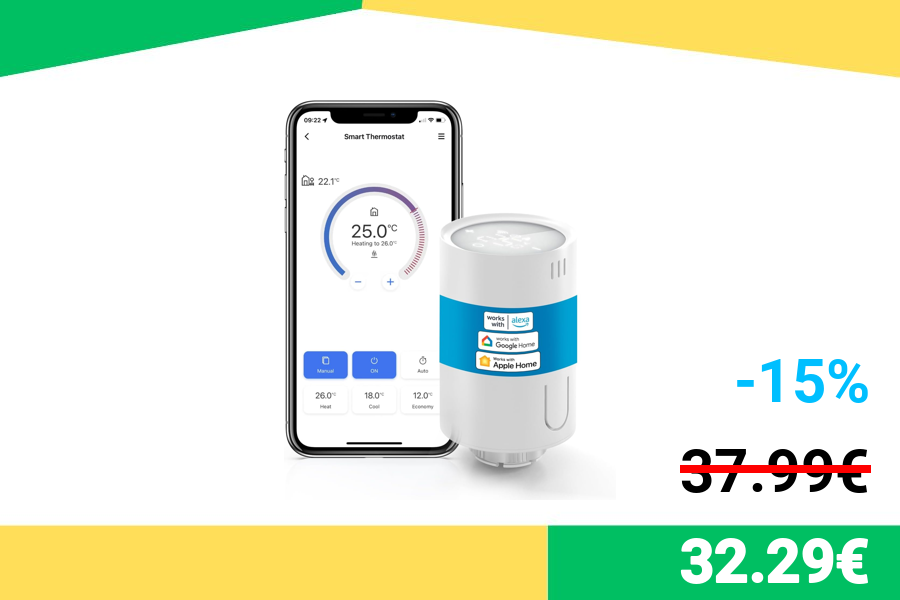 09:22
Smart Thermostat
22.1°C
25.0°C
Heating to 26.0°C
Manual
ON
Auto
26.0°C
18.0°C
12.0°C
Heat
Cool
Economy
works with alexa
works with
Google Home
Works with
Apple Home
-15%
37.99€
32.29€